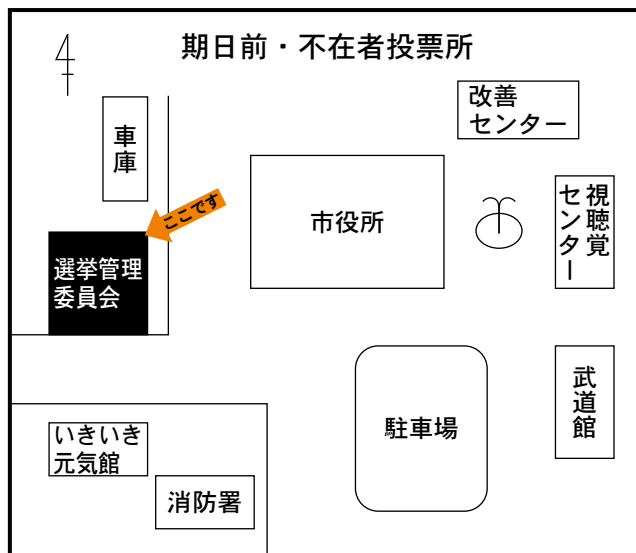 期日前・不在者投票所
改善
センター
車庫
ここです
市役所
視聴覚
センター
選挙管理
委員会
武道館
駐車場
いきいき
元気館
消防署